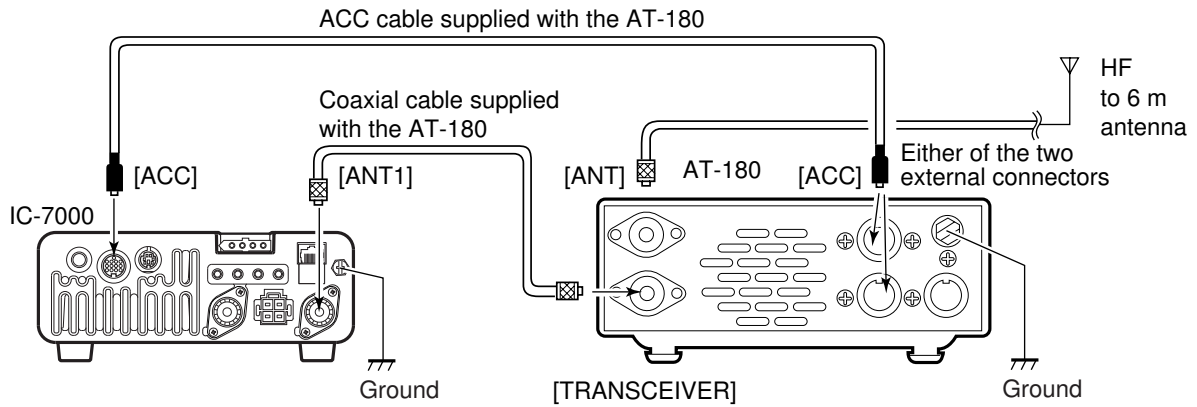 ACC cable supplied with the AT-180
HF
to 6 m
antenna
Coaxial cable supplied
with the AT-180
[ACC]
[ANT1]
[ANT]
AT-180
[ACC]
Either of the two
external connectors
IC-7000
Ground
[TRANSCEIVER]
Ground